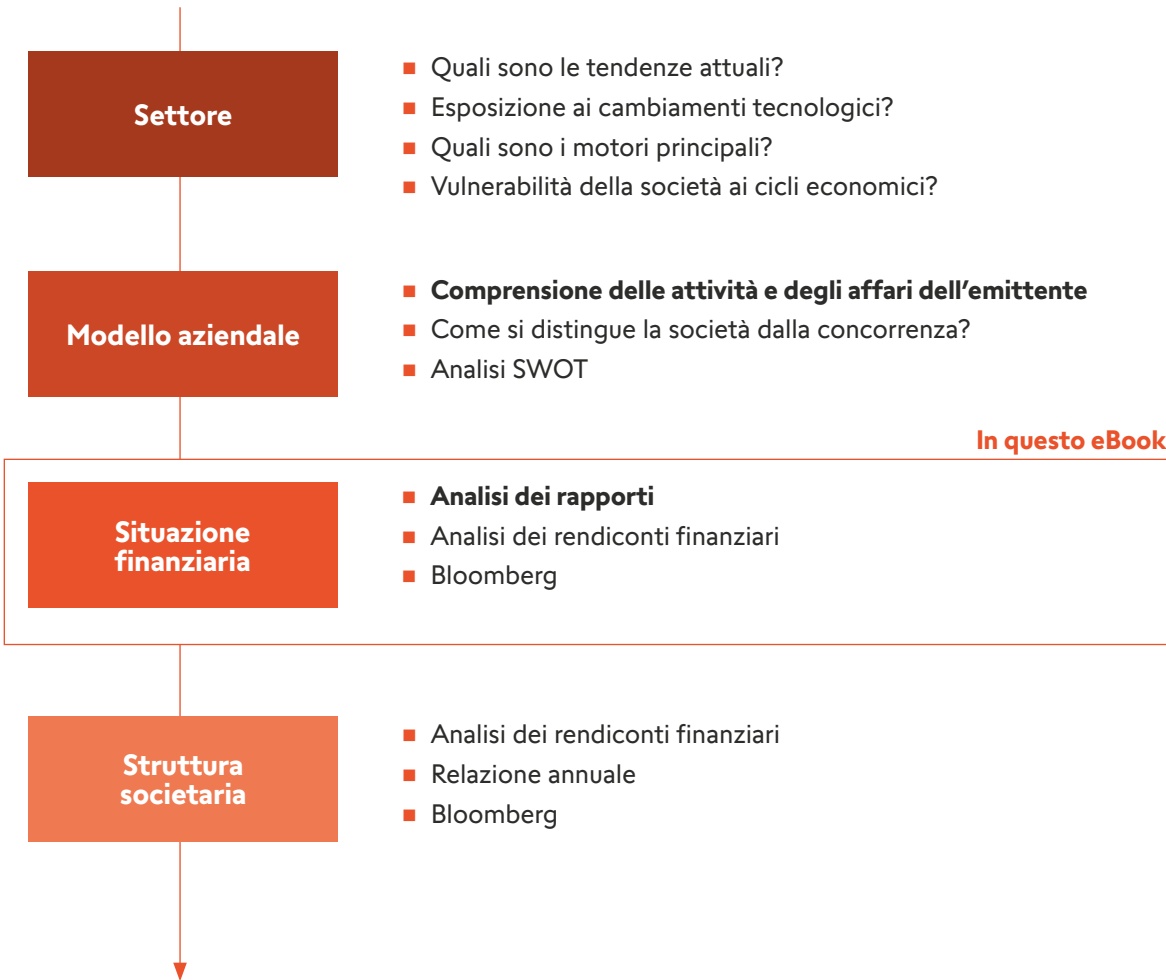 Settore
Quali sono le tendenze attuali?
Esposizione ai cambiamenti tecnologici?
Quali sono i motori principali?
Vulnerabilità della società ai cicli economici?
Modello aziendale
Comprensione delle attività e degli affari dell’emittente
Come si distingue la società dalla concorrenza?
Analisi SWOT
In questo eBook
Situazione
finanziaria
Analisi dei rapporti
Analisi dei rendiconti finanziari
Bloomberg
Struttura
societaria
Analisi dei rendiconti finanziari
Relazione annuale
Bloomberg